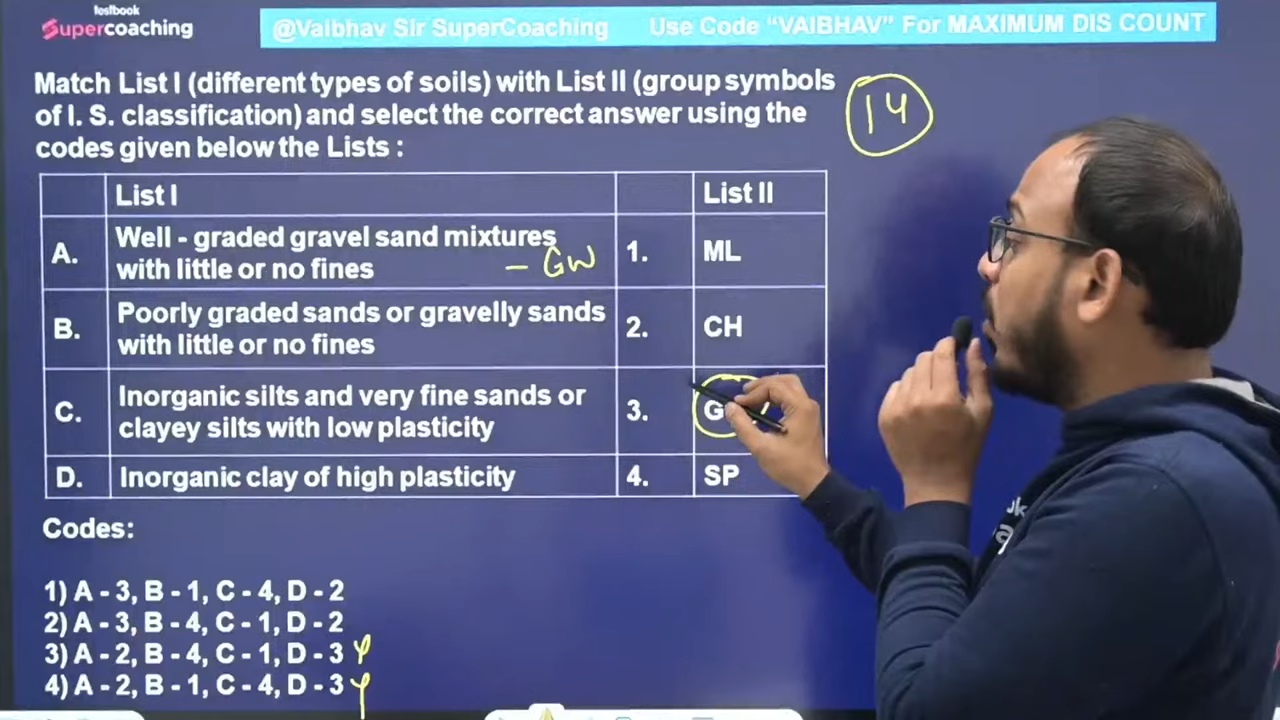 testbook
Supercoaching
@Vaibhav Sir SuperCoaching Use Code “VAIBHAV” For MAXIMUM DIS COUNT
Match List I (different types of soils) with List II (group symbols
of I. S. classification) and select the correct answer using the
codes given below the Lists :
14
List I List II
A. Well - graded gravel sand mixtures
with little or no fines - GW 1. ML
B. Poorly graded sands or gravelly sands
with little or no fines 2. CH
C. Inorganic silts and very fine sands or
clayey silts with low plasticity 3.
D. Inorganic clay of high plasticity 4. SP
Codes:
1) A - 3, B - 1, C - 4, D - 2
2) A - 3, B - 4, C - 1, D - 2
3) A - 2, B - 4, C - 1, D - 3
4) A - 2, B - 1, C - 4, D - 3